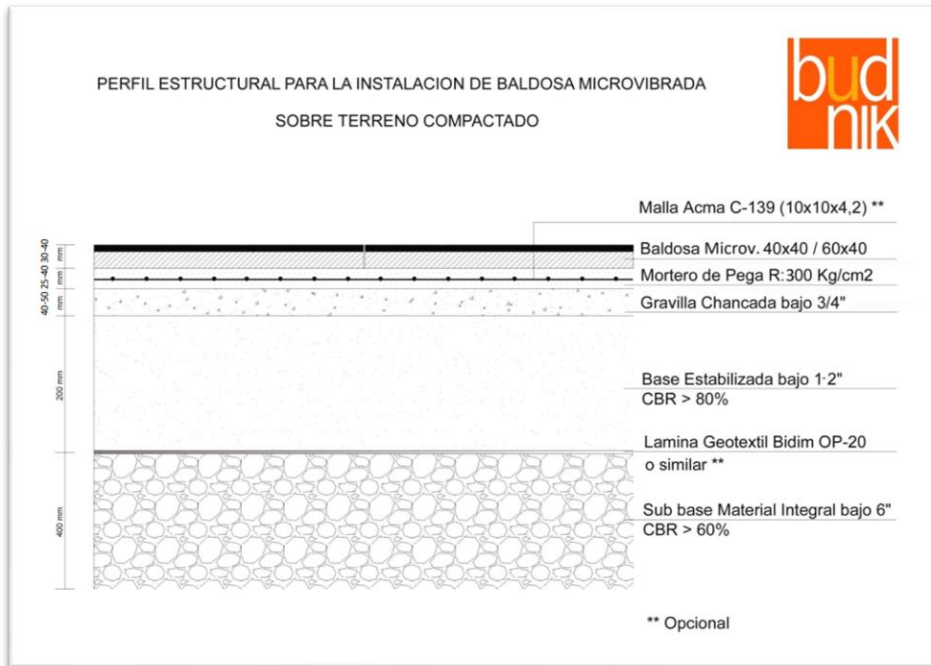 PERFIL ESTRUCTURAL PARA LA INSTALACION DE BALDOSA MICROVIBRADA
SOBRE TERRENO COMPACTADO
bud
nik
Malla Acma C-139 (10x10x4,2) **
Baldosa Microv. 40x40 / 60x40
Mortero de Pega R:300 Kg/cm2
Gravilla Chancada bajo 3/4"
Base Estabilizada bajo 1·2"
CBR > 80%
Lamina Geotextil Bidim OP-20
o similar **
Sub base Material Integral bajo 6"
CBR > 60%
** Opcional
30-40
mm
25-40
mm
40-50
mm
200 mm
400 mm